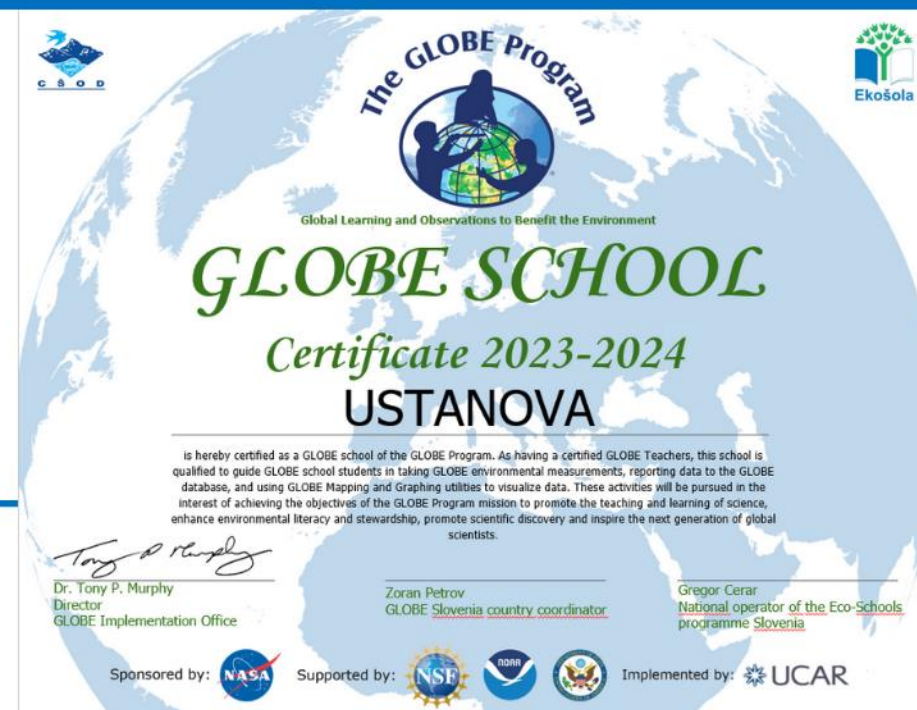 CŠOD
The GLOBE Program
Ekošola
Global Learning and Observations to Benefit the Environment
GLOBE SCHOOL
Certificate 2023-2024
USTANOVA
is hereby certified as a GLOBE school of the GLOBE Program. As having a certified GLOBE Teachers, this school is
qualified to guide GLOBE school students in taking GLOBE environmental measurements, reporting data to the GLOBE
database, and using GLOBE Mapping and Graphing utilities to visualize data. These activities will be pursued in the
interest of achieving the objectives of the GLOBE Program mission to promote the teaching and learning of science,
enhance environmental literacy and stewardship, promote scientific discovery and inspire the next generation of global
scientists.
Tony P Murphy
Dr. Tony P. Murphy
Director
GLOBE Implementation Office
Zoran Petrov
GLOBE Slovenia country coordinator
Gregor Cerar
National operator of the Eco-Schools
programme Slovenia
Sponsored by: NASA Supported by: NSF NOAA Implemented by: UCAR